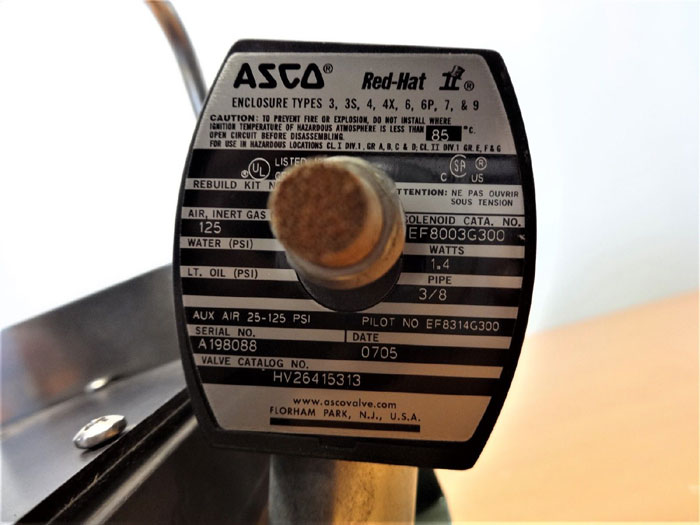 ASCO® Red-Hat II®
ENCLOSURE TYPES 3, 3S, 4, 4X, 6, 6P, 7, & 9
CAUTION: TO PREVENT FIRE OR EXPLOSION, DO NOT INSTALL WHERE
IGNITION TEMPERATURE OF HAZARDOUS ATMOSPHERE IS LESS THAN 85 °C.
OPEN CIRCUIT BEFORE DISASSEMBLING.
FOR USE IN HAZARDOUS LOCATIONS CL. I DIV.1, GR A, B, C & D; CL. II DIV.1 GR. E, F & G
® UL LISTED C SA US
REBUILD KIT N ATTENTION: NE PAS OUVRIR
SOUS TENSION
AIR, INERT GAS SOLENOID CATA. NO.
125 EF8003G300
WATER (PSI) WATTS
1.4
LT. OIL (PSI) PIPE
3/8
AUX AIR 25-125 PSI PILOT NO EF8314G300
SERIAL NO. DATE
A198088 0705
VALVE CATALOG NO.
HV26415313
www.ascovalve.com
FLORHAM PARK, N.J., U.S.A.